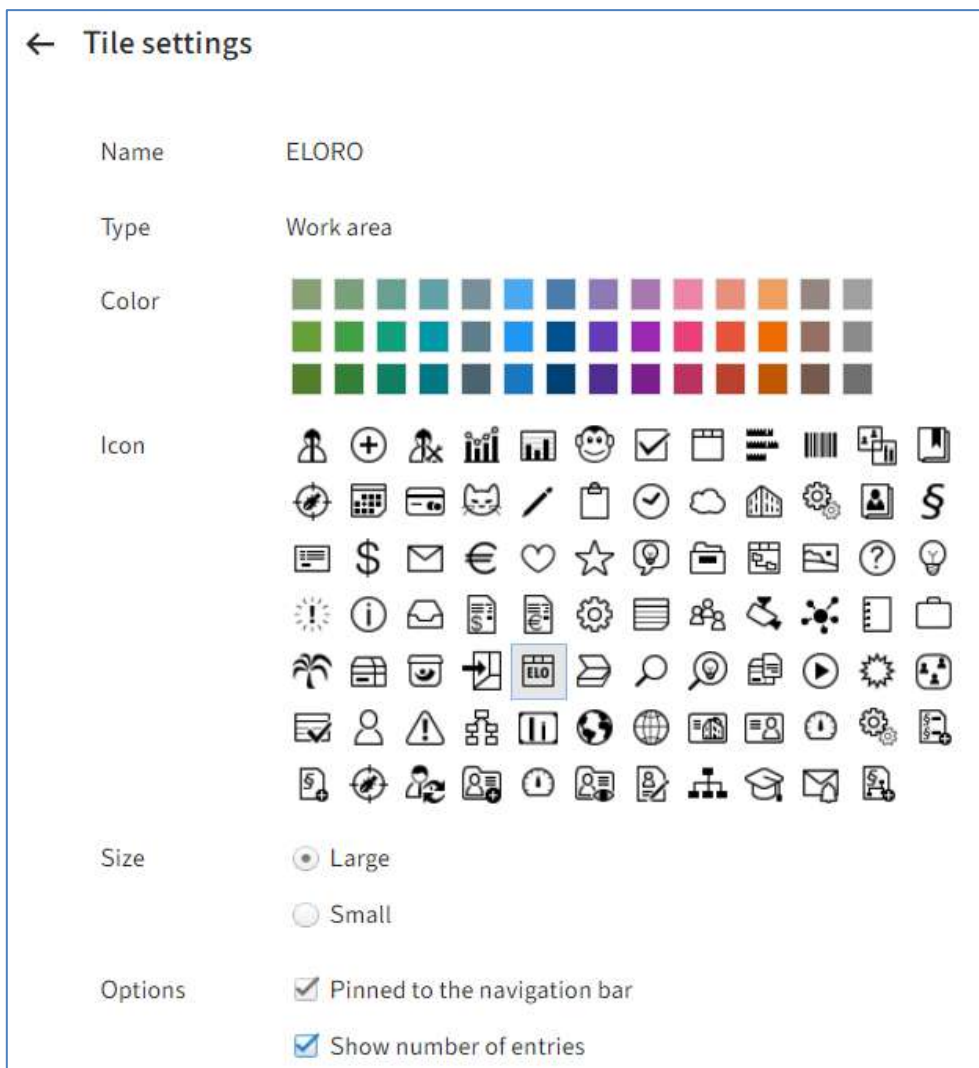 Tile settings
Name ELORO
Type Work area
Color
Icon
ELO
Size Large
Small
Options Pinned to the navigation bar
Show number of entries